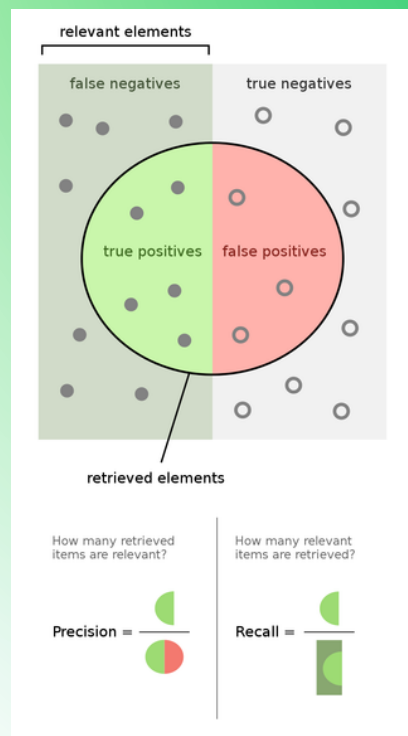 relevant elements
false negatives
true negatives
true positives
false positives
retrieved elements
How many retrieved
items are relevant?
Precision =
How many relevant
items are retrieved?
Recall =